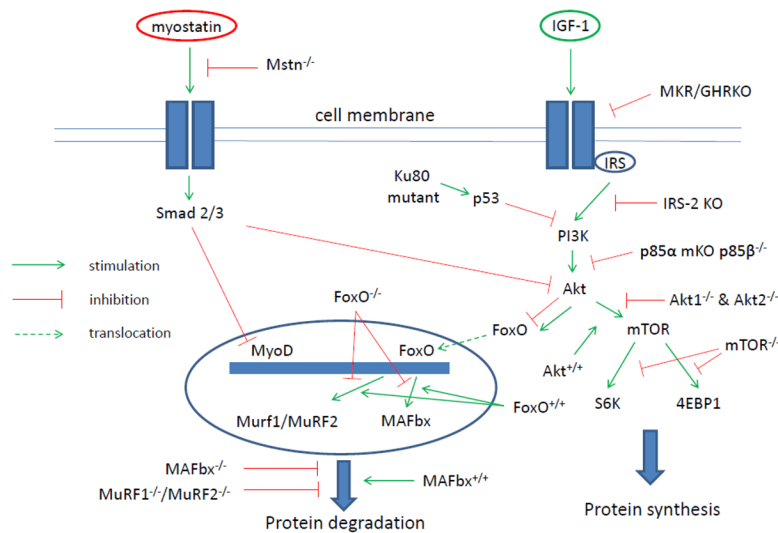 myostatin
IGF-1
Mstn⁻/⁻
MKR/GHRKO
cell membrane
IRS
Ku80
mutant
p53
IRS-2 KO
Smad 2/3
PI3K
p85α mKO p85β⁻/⁻
stimulation
inhibition
translocation
Akt
FoxO⁻/⁻
Akt1⁻/⁻ & Akt2⁻/⁻
FoxO
mTOR
MyoD
FoxO
mTOR⁻/⁻
Akt⁺/⁺
Murf1/MuRF2
MAFbx
FoxO⁺/⁺
S6K
4EBP1
MAFbx⁻/⁻
MuRF1⁻/⁻/MuRF2⁻/⁻
MAFbx⁺/⁺
Protein degradation
Protein synthesis